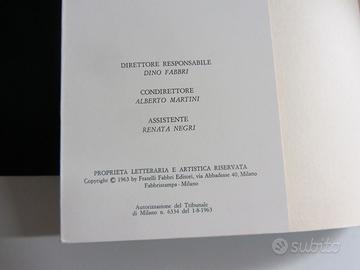 DIRETTORE RESPONSABILE
DINO FABBRI
CONDIRETTORE
ALBERTO MARTINI
ASSISTENTE
RENATA NEGRI
PROPRIETA LETTERARIA E ARTISTICA RISERVATA
Copyright © 1963 by Fratelli Fabbri Editori, via Abbadesse 40, Milano
Fabbristampa - Milano
Autorizzazione del Tribunale
di Milano n. 6334 del 1-8-1963
subito